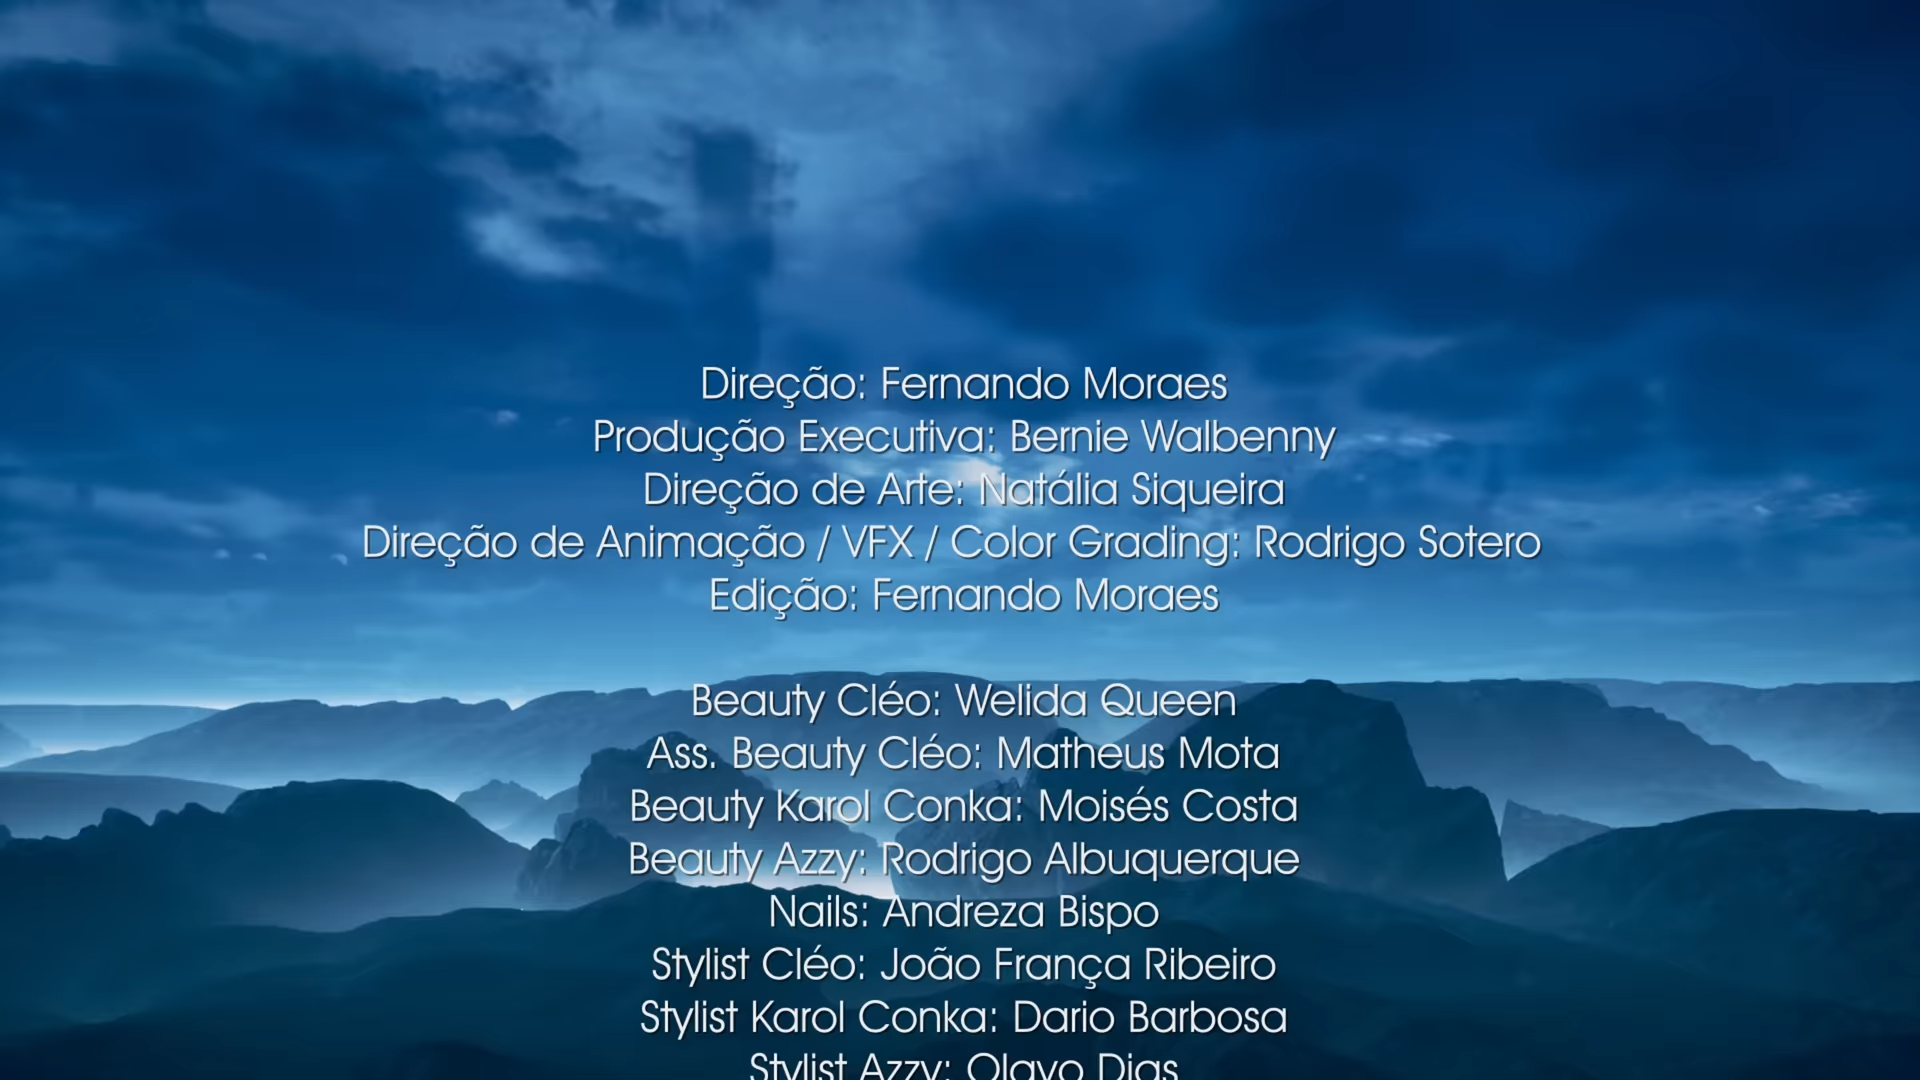 Direção: Fernando Moraes
Produção Executiva: Bernie Walbenny
Direção de Arte: Natália Siqueira
Direção de Animação / VFX / Color Grading: Rodrigo Sotero
Edição: Fernando Moraes
Beauty Cléo: Welida Queen
Ass. Beauty Cléo: Matheus Mota
Beauty Karol Conka: Moisés Costa
Beauty Azzy: Rodrigo Albuquerque
Nails: Andreza Bispo
Stylist Cléo: João França Ribeiro
Stylist Karol Conka: Dario Barbosa
Stylist Azzy: Olavo Dias